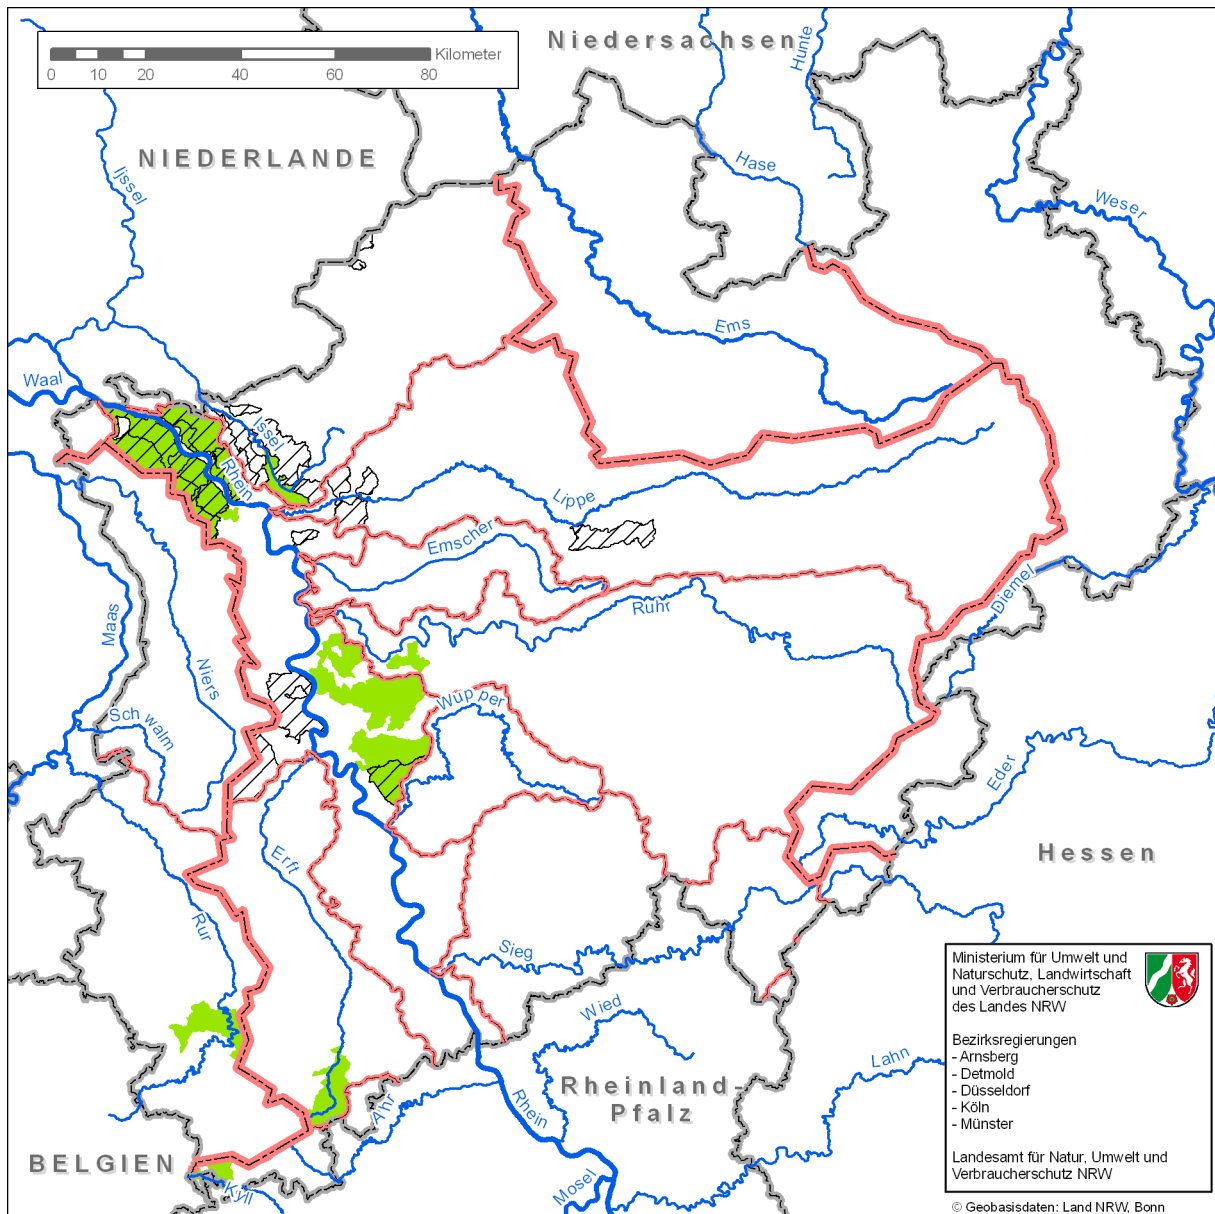 Kilometer
0 10 20 40 60 80
Niedersachsen
Hunte
NIEDERLANDE
Ijssel
Hase
Weser
Ems
Waal
Issel
Rhein
Lippe
Emscher
Ruhr
Diemel
Maas
Niers
Schwalm
Wupper
Eder
Hessen
Erft
Rur
Sieg
Wied
Lahn
Rheinland-
Pfalz
Ahr
Rhein
BELGIEN
Kyll
Mosel
Ministerium für Umwelt und
Naturschutz, Landwirtschaft
und Verbraucherschutz
des Landes NRW
Bezirksregierungen
- Arnsberg
- Detmold
- Düsseldorf
- Köln
- Münster
Landesamt für Natur, Umwelt und
Verbraucherschutz NRW
© Geobasisdaten: Land NRW, Bonn